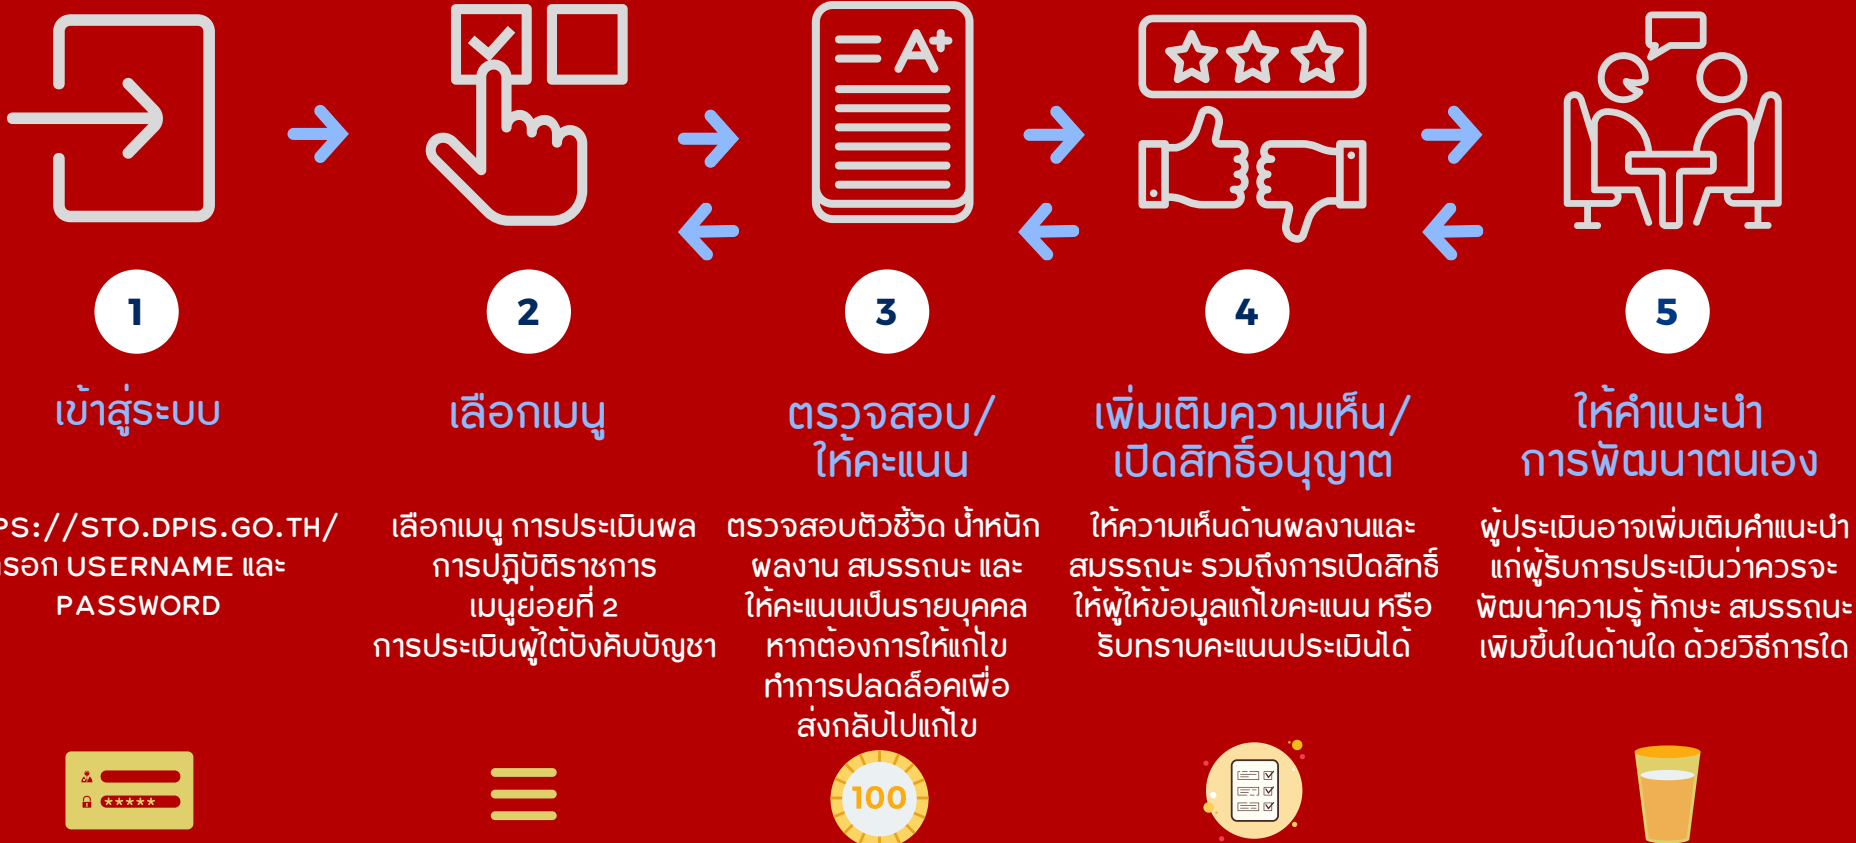 A+
1
2
3
4
5
เข้าสู่ระบบ
เลือกเมนู
ตรวจสอบ/
ให้คะแนน
เพิ่มเติมความเห็น/
เปิดสิทธิ์อนุญาต
ให้คำแนะนำ
การพัฒนาตนเอง
PS://STO.DPIS.GO.TH/
รอก USERNAME และ
PASSWORD
เลือกเมนู การประเมินผล
การปฏิบัติราชการ
เมนูย่อยที่ 2
การประเมินผู้ใต้บังคับบัญชา
ตรวจสอบตัวชี้วัด น้ำหนัก
ผลงาน สมรรถนะ และ
ให้คะแนนเป็นรายบุคคล
หากต้องการให้แก้ไข
ทำการปลดล็อคเพื่อ
ส่งกลับไปแก้ไข
ให้ความเห็นด้านผลงานและ
สมรรถนะ รวมถึงการเปิดสิทธิ์
ให้ผู้ให้ข้อมูลแก้ไขคะแนน หรือ
รับทราบคะแนนประเมินได้
ผู้ประเมินอาจเพิ่มเติมคำแนะนำ
แก่ผู้รับการประเมินว่าควรจะ
พัฒนาความรู้ ทักษะ สมรรถนะ
เพิ่มขึ้นในด้านใด ด้วยวิธีการใด
*****
100